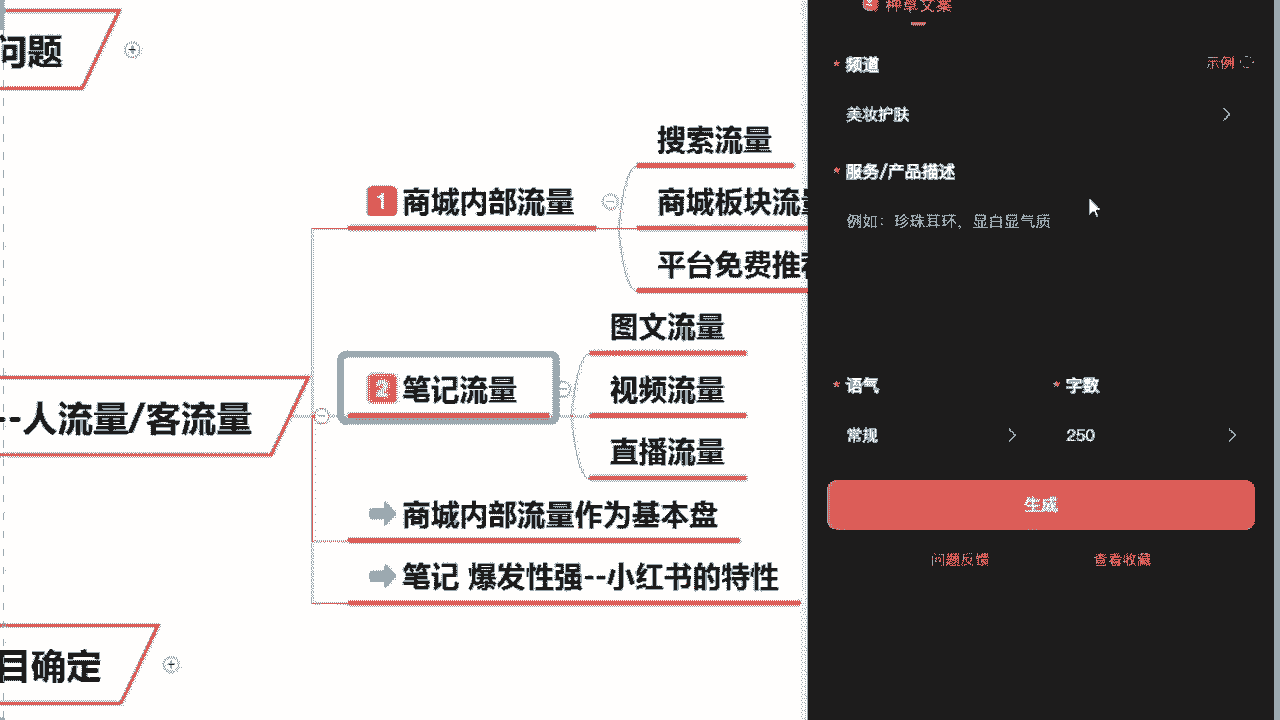 问题
搜索流量
1 商城内部流量
商城板块流量
平台免费推荐
图文流量
2 笔记流量
视频流量
--人流量/客流量
直播流量
商城内部流量作为基本盘
笔记 爆发性强--小红书的特性
目确定
种草文案
* 频道
示例
美妆护肤
* 服务/产品描述
例如：珍珠耳环，显白显气质
* 语气
* 字数
常规
250
生成
问题反馈
查看收藏